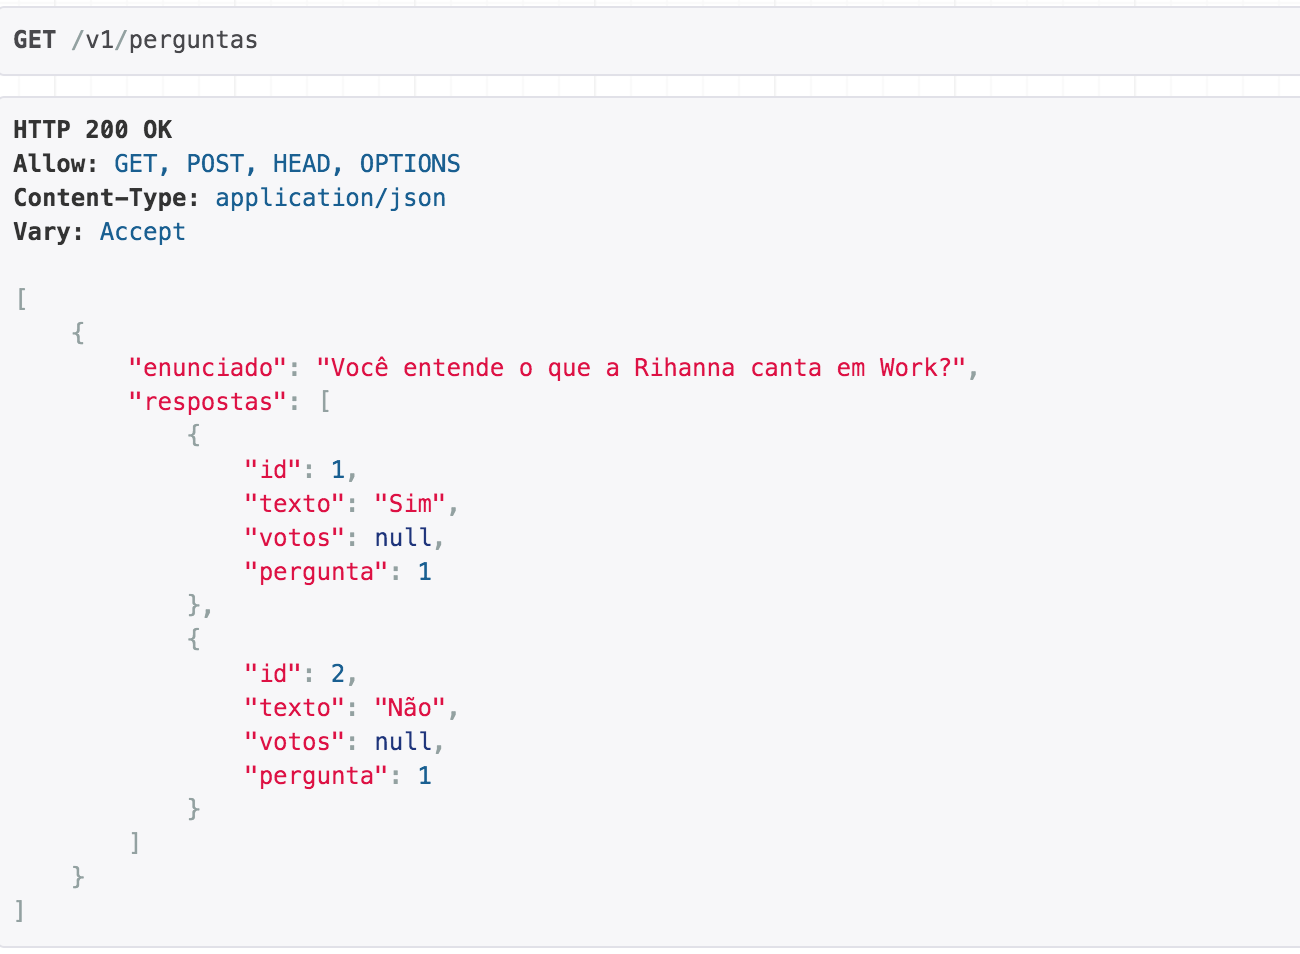 GET /v1/perguntas
HTTP 200 OK
Allow: GET, POST, HEAD, OPTIONS
Content-Type: application/json
Vary: Accept
[
    {
        "enunciado": "Você entende o que a Rihanna canta em Work?",
        "respostas": [
            {
                "id": 1,
                "texto": "Sim",
                "votos": null,
                "pergunta": 1
            },
            {
                "id": 2,
                "texto": "Não",
                "votos": null,
                "pergunta": 1
            }
        ]
    }
]